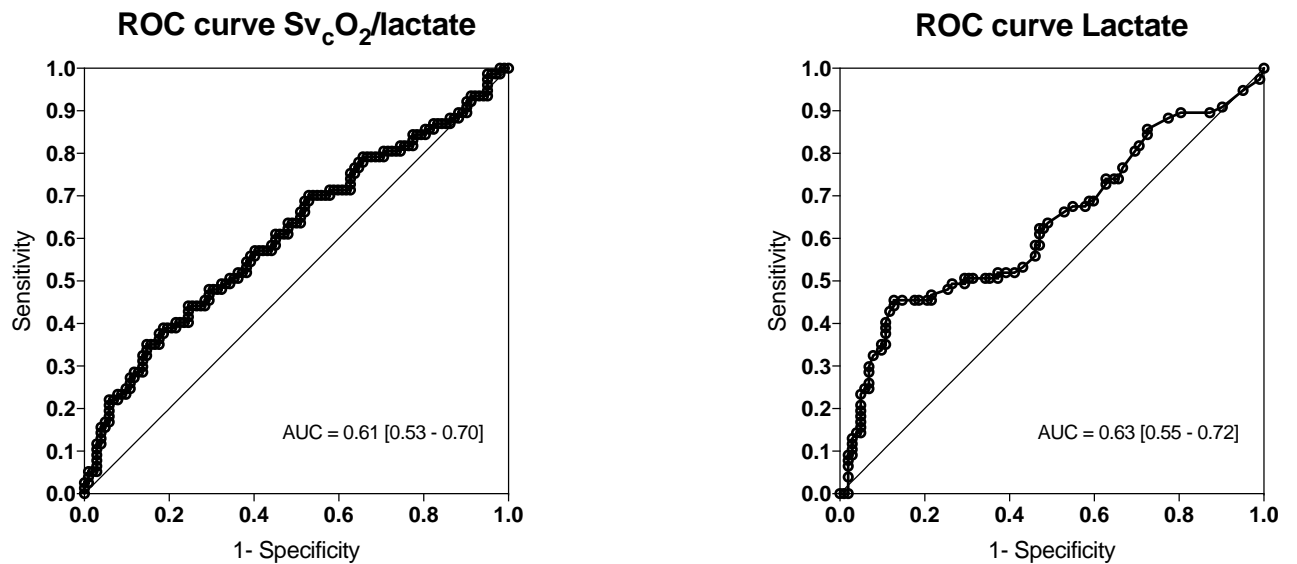 ROC curve SvcO2/lactate
1.0
0.9
0.8
0.7
0.6
0.5
0.4
0.3
0.2
0.1
0.0
Sensitivity
AUC = 0.61 [0.53 - 0.70]
0.0 0.2 0.4 0.6 0.8 1.0
1- Specificity
ROC curve Lactate
1.0
0.9
0.8
0.7
0.6
0.5
0.4
0.3
0.2
0.1
0.0
Sensitivity
AUC = 0.63 [0.55 - 0.72]
0.0 0.2 0.4 0.6 0.8 1.0
1- Specificity